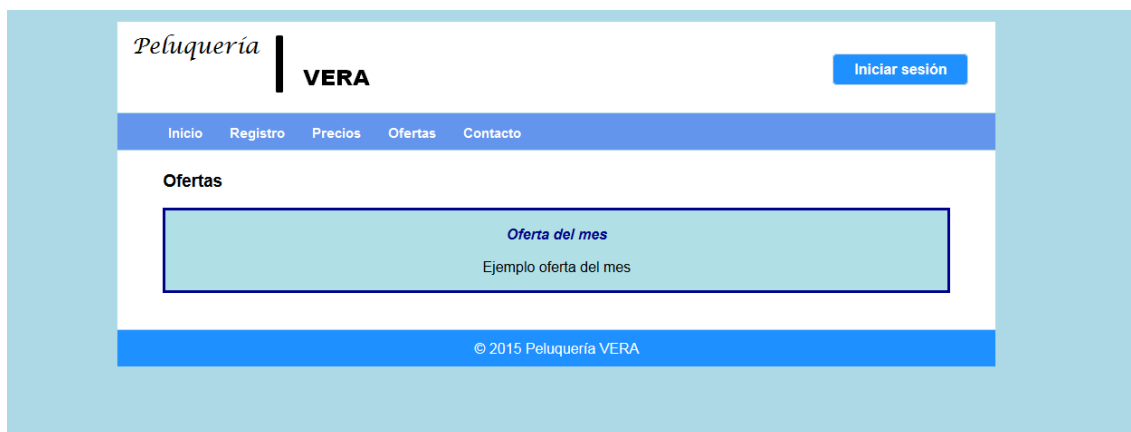 Peluquería
VERA
Iniciar sesión
Inicio Registro Precios Ofertas Contacto
Ofertas
Oferta del mes
Ejemplo oferta del mes
© 2015 Peluquería VERA